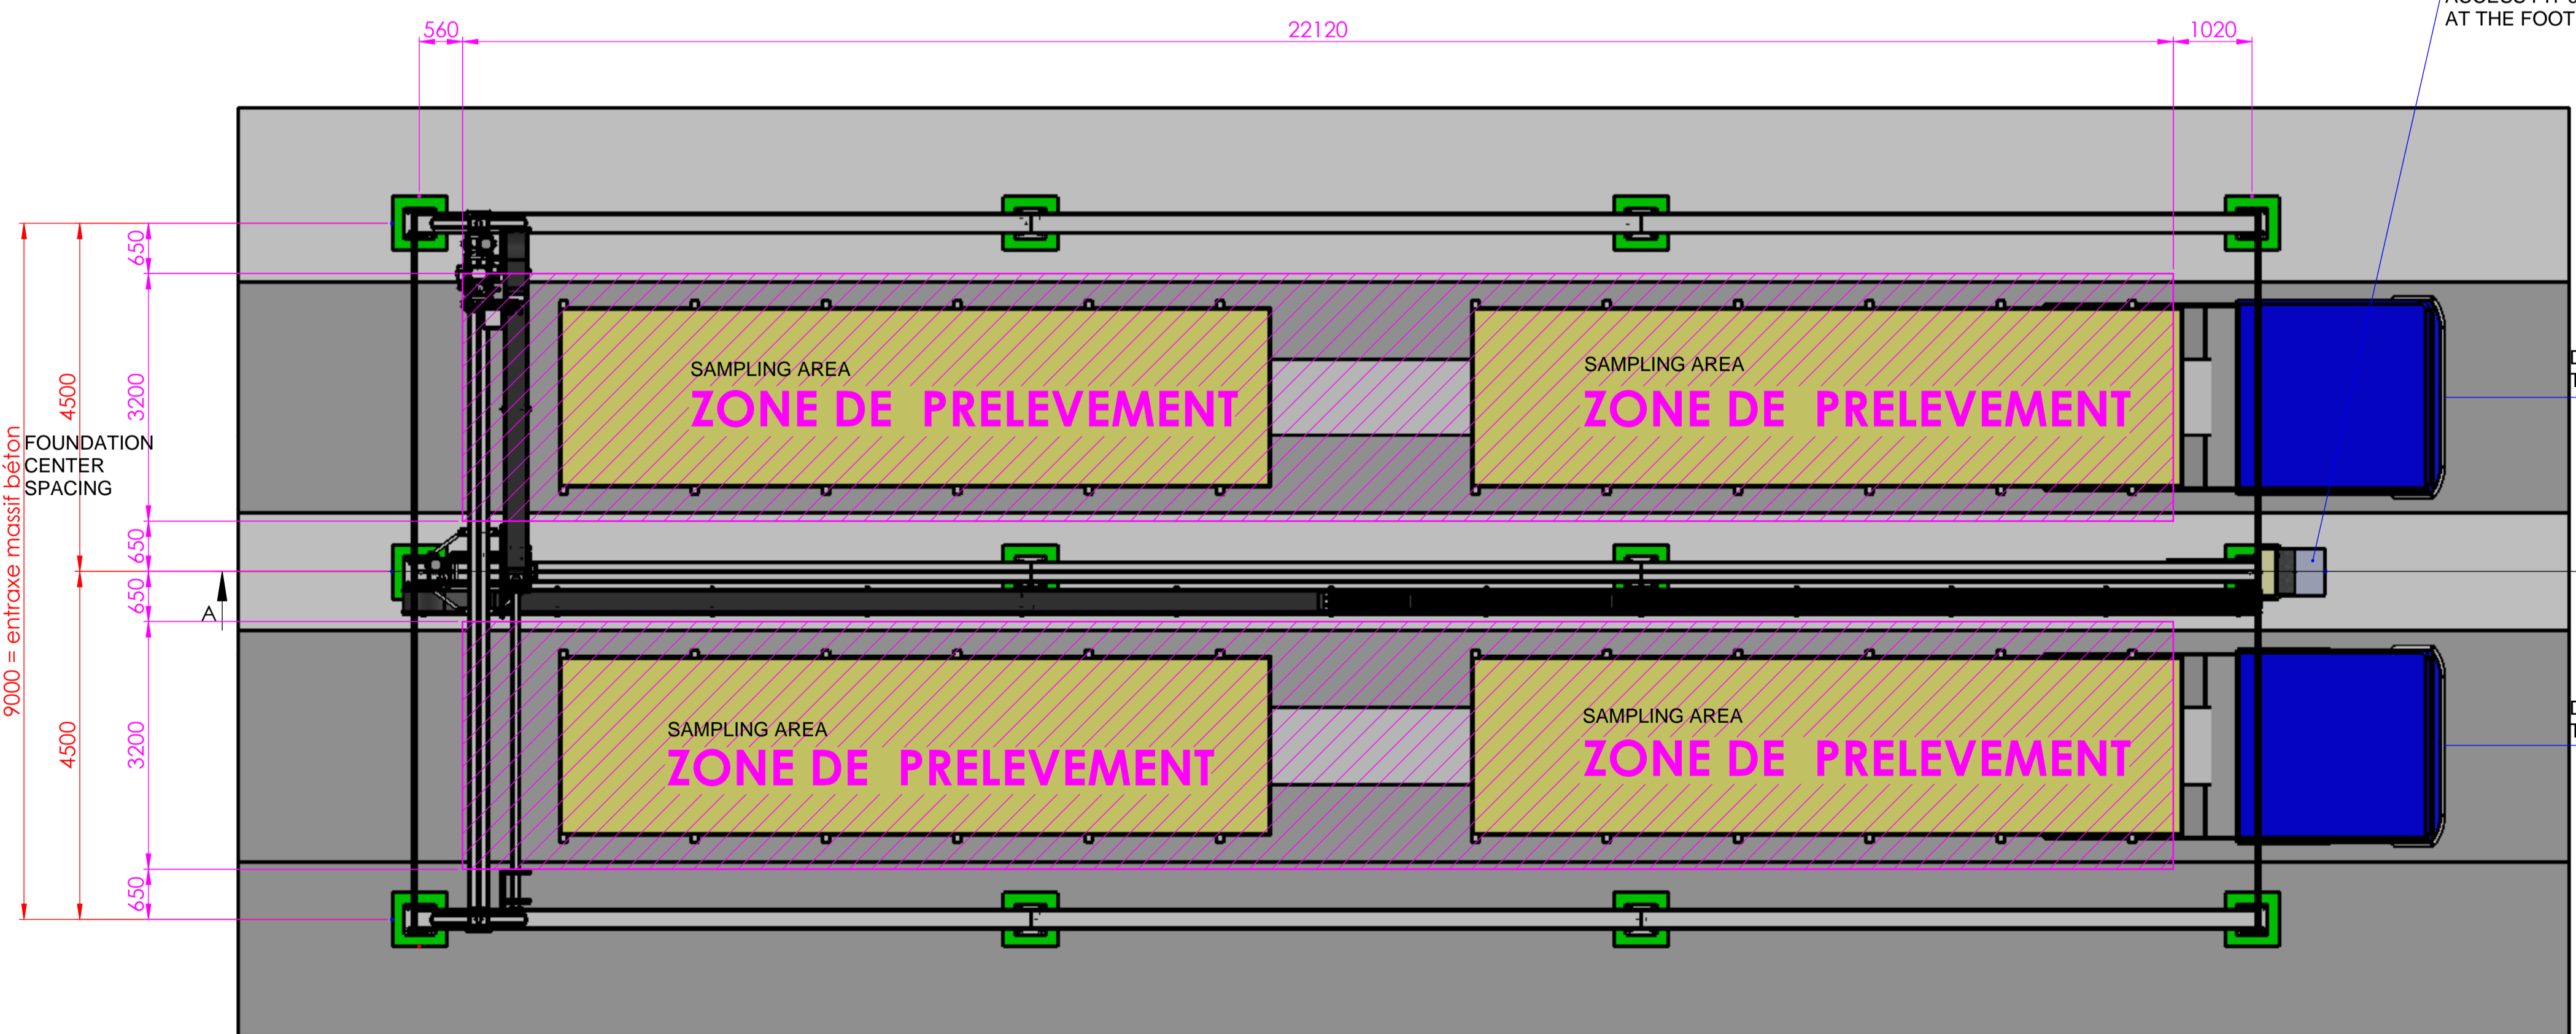 AT THE FOOT
560
22120
1020
650
3200
4500
9000 = entraxe massif béton
FOUNDATION
CENTER
SPACING
650
650
A
4500
3200
650
SAMPLING AREA
ZONE DE PRELEVEMENT
SAMPLING AREA
ZONE DE PRELEVEMENT
SAMPLING AREA
ZONE DE PRELEVEMENT
SAMPLING AREA
ZONE DE PRELEVEMENT